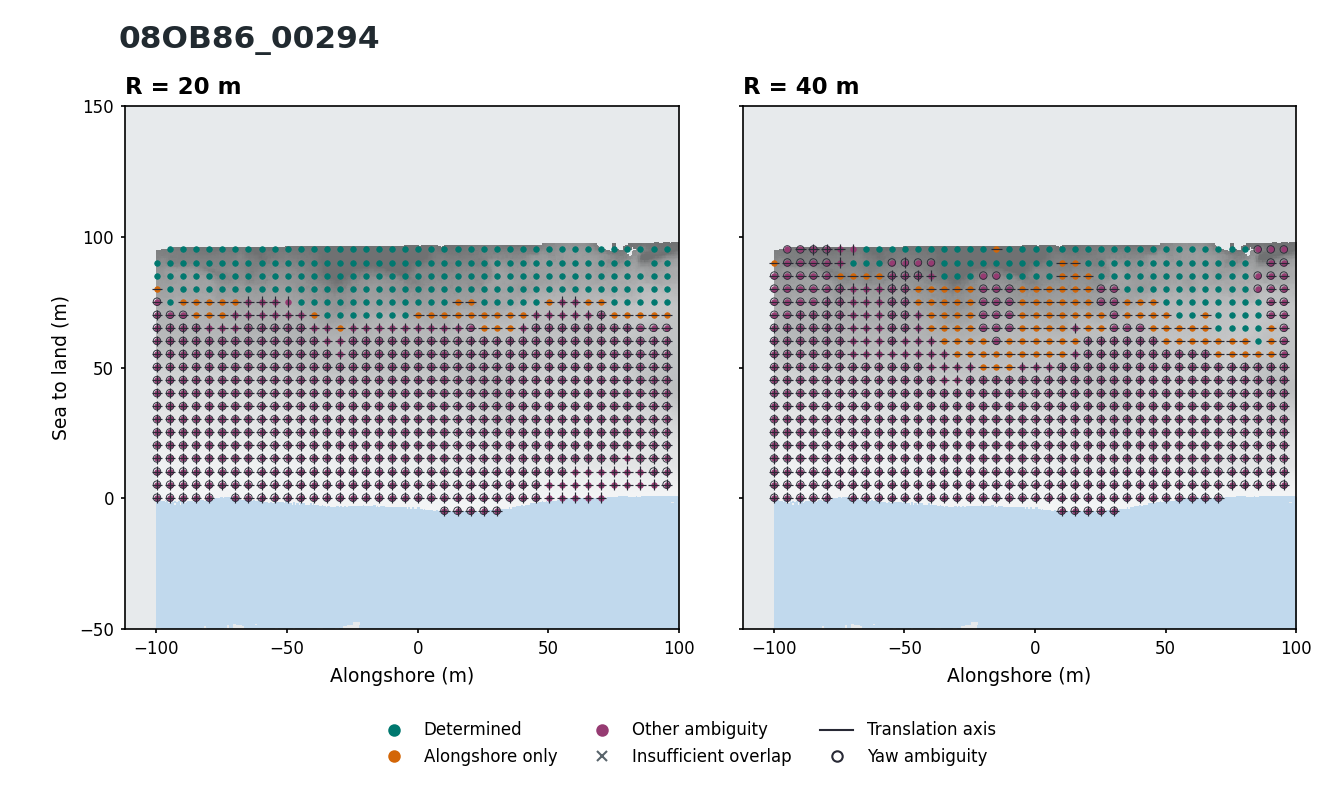 08OB86_00294
R = 20 m
R = 40 m
150
100
50
0
−50
Sea to land (m)
−100
−50
0
50
100
−100
−50
0
50
100
Alongshore (m)
Alongshore (m)
Determined
Other ambiguity
Translation axis
Alongshore only
Insufficient overlap
Yaw ambiguity